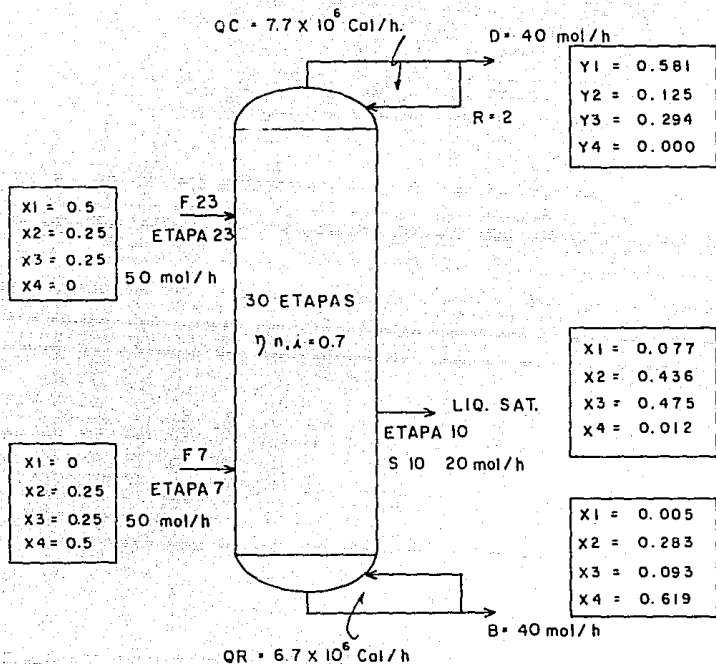 QC = 7.7 X 10⁶ Cal/h.
D= 40 mol/h
R= 2
Y1 = 0.581
Y2 = 0.125
Y3 = 0.294
Y4 = 0.000
X1 = 0.5
X2 = 0.25
X3 = 0.25
X4 = 0
F 23
ETAPA 23
50 mol/h
30 ETAPAS
η n,i = 0.7
X1 = 0.077
X2 = 0.436
X3 = 0.475
X4 = 0.012
LIQ. SAT.
ETAPA 10
S 10 20 mol/h
X1 = 0
X2 = 0.25
X3 = 0.25
X4 = 0.5
F 7
ETAPA 7
50 mol/h
X1 = 0.005
X2 = 0.283
X3 = 0.093
X4 = 0.619
B= 40 mol/h
QR = 6.7 X 10⁶ Cal/h